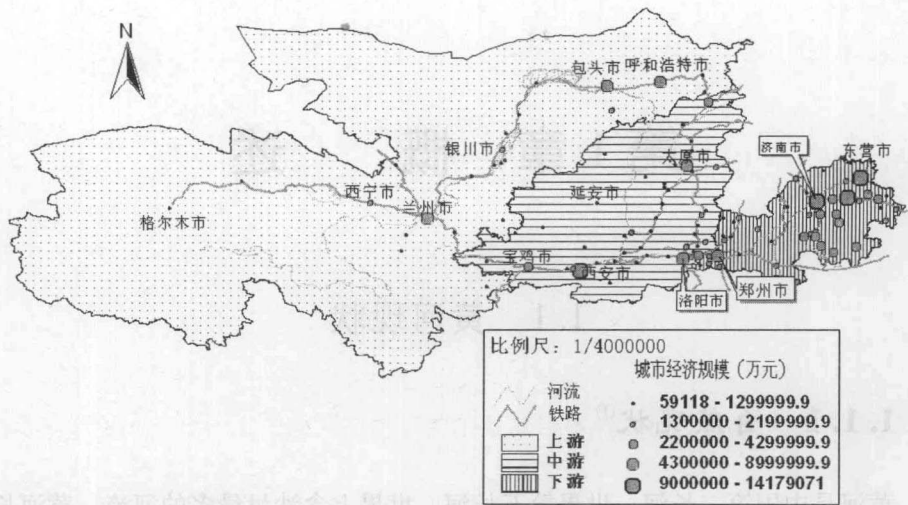 N
包头市
呼和浩特市
银川市
太原市
济南市
东营市
西宁市
延安市
兰州市
格尔木市
宝鸡市
西安市
洛阳市
郑州市
比例尺：1/4000000
城市经济规模（万元）
河流
铁路
上游
中游
下游
59118 - 1299999.9
1300000 - 2199999.9
2200000 - 4299999.9
4300000 - 8999999.9
9000000 - 14179071